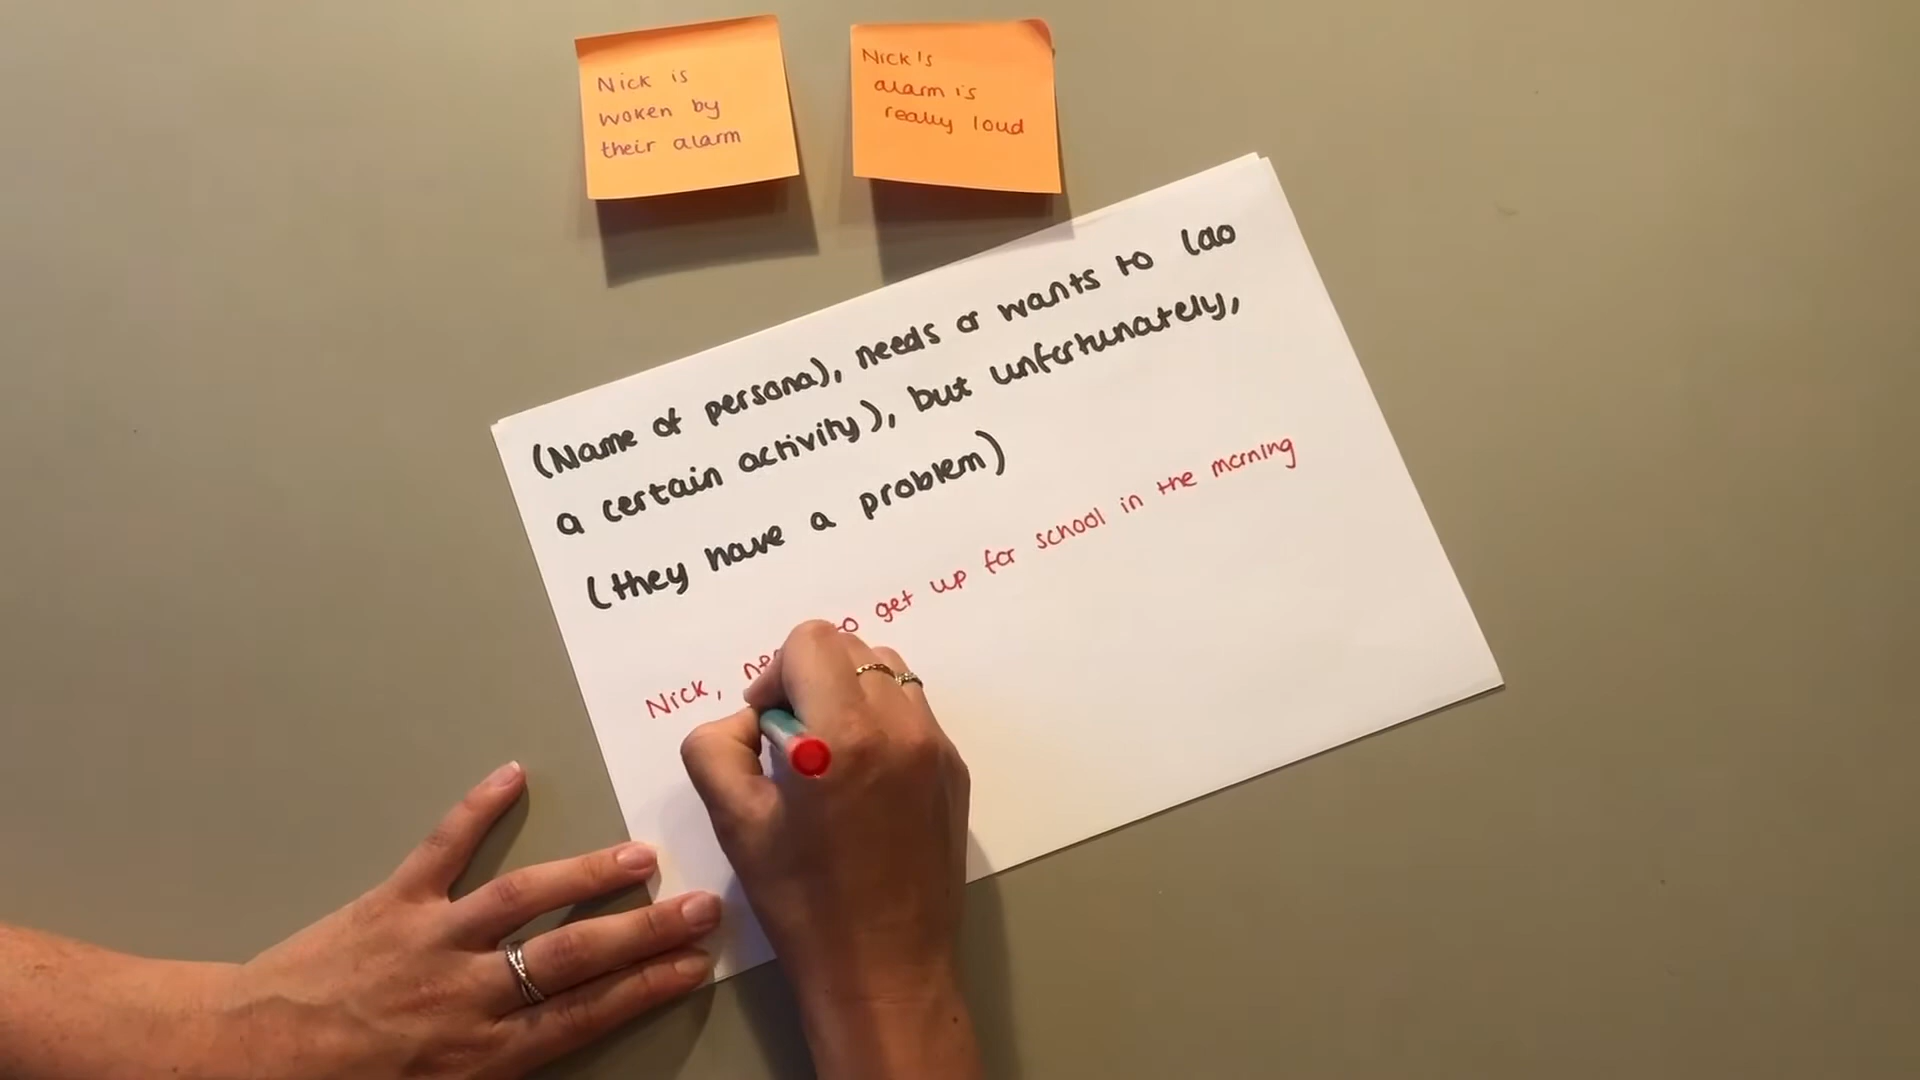 Nick is
woken by
their alarm
Nick's
alarm is
really loud
(Name of persona), needs or wants to (do
a certain activity), but unfortunately,
(they have a problem)
Nick, to get up for school in the morning